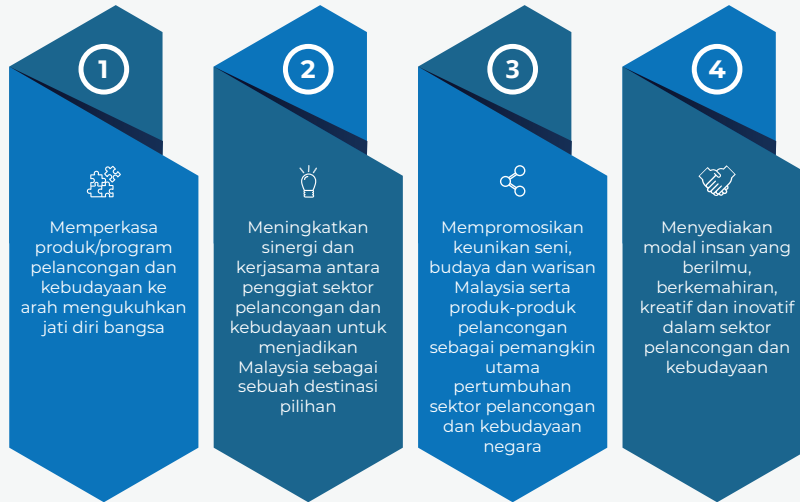 1
Memperkasa
produk/program
pelancongan dan
kebudayaan ke
arah mengukuhkan
jati diri bangsa
2
Meningkatkan
sinergi dan
kerjasama antara
penggiat sektor
pelancongan dan
kebudayaan untuk
menjadikan
Malaysia sebagai
sebuah destinasi
pilihan
3
Mempromosikan
keunikan seni,
budaya dan warisan
Malaysia serta
produk-produk
pelancongan
sebagai pemangkin
utama
pertumbuhan
sektor pelancongan
dan kebudayaan
negara
4
Menyediakan
modal insan yang
berilmu,
berkemahiran,
kreatif dan inovatif
dalam sektor
pelancongan dan
kebudayaan